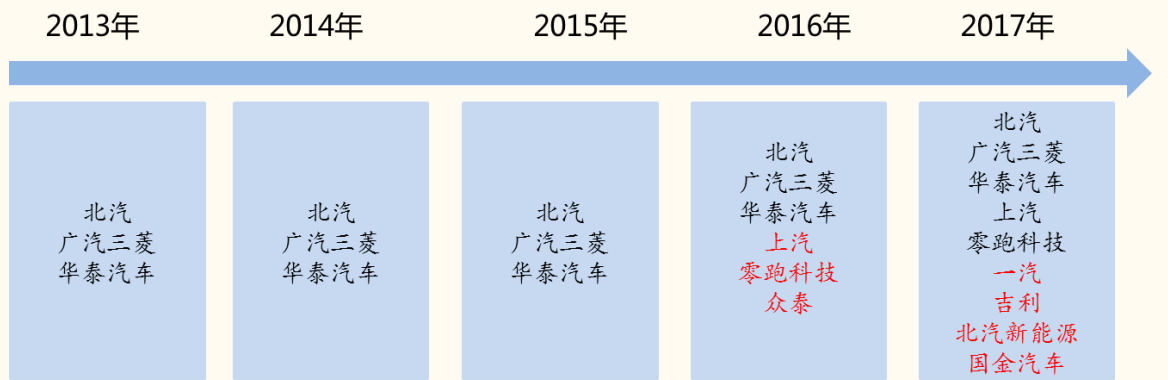 2013年
2014年
2015年
2016年
2017年
北汽
广汽三菱
华泰汽车
北汽
广汽三菱
华泰汽车
北汽
广汽三菱
华泰汽车
北汽
广汽三菱
华泰汽车
上汽
零跑科技
众泰
北汽
广汽三菱
华泰汽车
上汽
零跑科技
一汽
吉利
北汽新能源
国金汽车